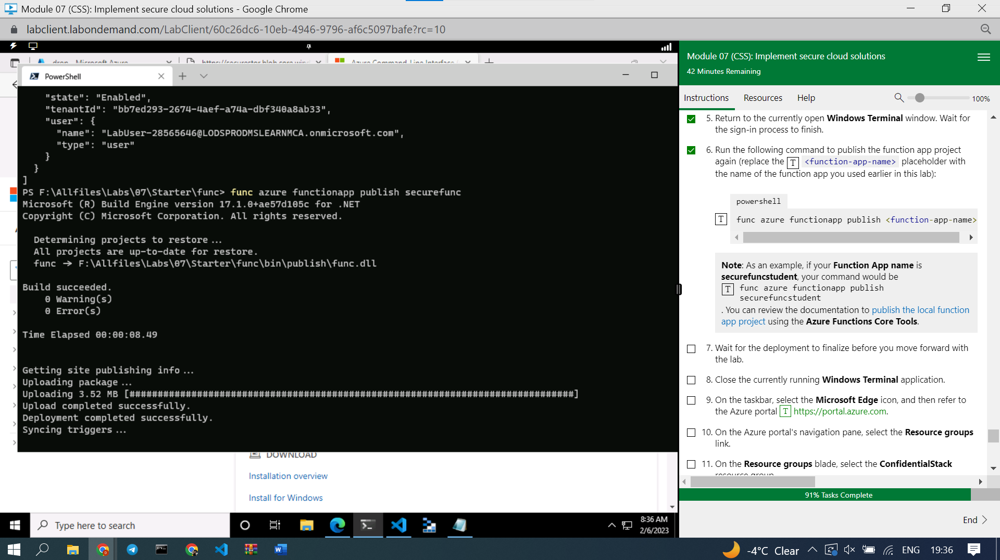 Module 07 (CSS): Implement secure cloud solutions - Google Chrome
labclient.labondemand.com/LabClient/60c26dc6-10eb-4946-9796-af6c5097bafe?rc=10
drop - Microsoft Azure
https://securestor.blob.core.wind
Azure Command-Line Interface
PowerShell
"state": "Enabled",
"tenantId": "bb7ed293-2674-4aef-a74a-dbf340a8ab33",
"user": {
"name": "LabUser-28565646@LODSPRODMSLEARNMCA.onmicrosoft.com",
"type": "user"
}
}
]
PS F:\Allfiles\Labs\07\Starter\func> func azure functionapp publish securefunc
Microsoft (R) Build Engine version 17.1.0+ae57d105c for .NET
Copyright (C) Microsoft Corporation. All rights reserved.
Determining projects to restore...
All projects are up-to-date for restore.
func -> F:\Allfiles\Labs\07\Starter\func\bin\publish\func.dll
Build succeeded.
0 Warning(s)
0 Error(s)
Time Elapsed 00:00:08.49
Getting site publishing info...
Uploading package...
Uploading 3.52 MB [###############################################################################]
Upload completed successfully.
Deployment completed successfully.
Syncing triggers...
DOWNLOAD
Installation overview
Install for Windows
Type here to search
8:36 AM
2/6/2023
Module 07 (CSS): Implement secure cloud solutions
42 Minutes Remaining
Instructions Resources Help 100%
5. Return to the currently open Windows Terminal window. Wait for
the sign-in process to finish.
6. Run the following command to publish the function app project
again (replace the T <function-app-name> placeholder with
the name of the function app you used earlier in this lab):
powershell
T func azure functionapp publish <function-app-name>
Note: As an example, if your Function App name is
securefuncstudent, your command would be
T func azure functionapp publish
securefuncstudent
. You can review the documentation to publish the local function
app project using the Azure Functions Core Tools.
7. Wait for the deployment to finalize before you move forward with
the lab.
8. Close the currently running Windows Terminal application.
9. On the taskbar, select the Microsoft Edge icon, and then refer to
the Azure portal T https://portal.azure.com.
10. On the Azure portal's navigation pane, select the Resource groups
link.
11. On the Resource groups blade, select the ConfidentialStack
resource group.
91% Tasks Complete
End
-4°C Clear
ENG
19:36